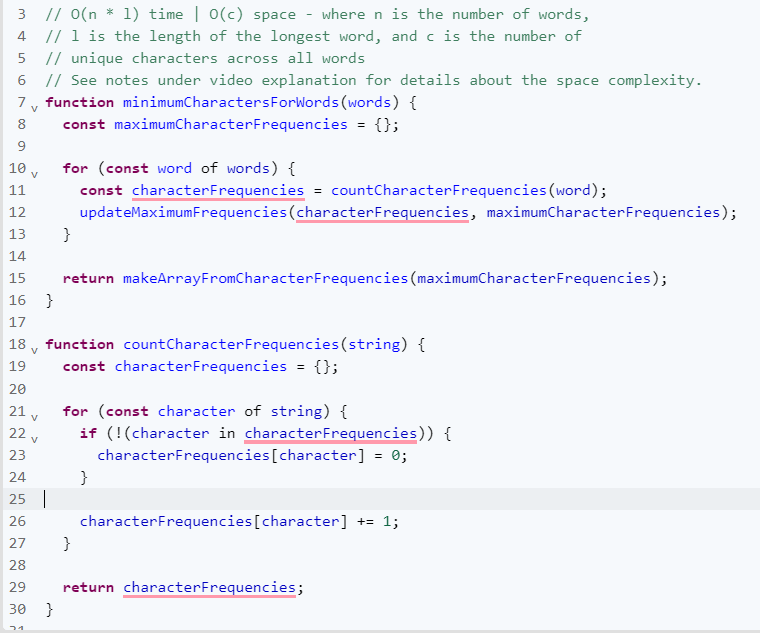 3 // O(n * l) time | O(c) space - where n is the number of words,
4 // l is the length of the longest word, and c is the number of
5 // unique characters across all words
6 // See notes under video explanation for details about the space complexity.
7 function minimumCharactersForWords(words) {
8   const maximumCharacterFrequencies = {};
9
10   for (const word of words) {
11     const characterFrequencies = countCharacterFrequencies(word);
12     updateMaximumFrequencies(characterFrequencies, maximumCharacterFrequencies);
13   }
14
15   return makeArrayFromCharacterFrequencies(maximumCharacterFrequencies);
16 }
17
18 function countCharacterFrequencies(string) {
19   const characterFrequencies = {};
20
21   for (const character of string) {
22     if (!(character in characterFrequencies)) {
23       characterFrequencies[character] = 0;
24     }
25
26     characterFrequencies[character] += 1;
27   }
28
29   return characterFrequencies;
30 }